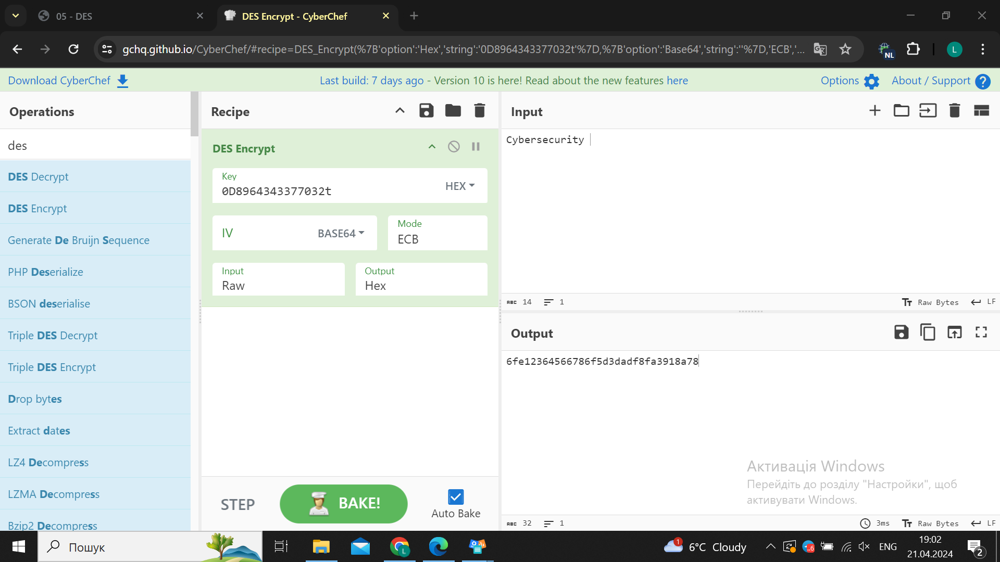 05 - DES
DES Encrypt - CyberChef
gchq.github.io/CyberChef/#recipe=DES_Encrypt(%7B'option':'Hex','string':'0D8964343377032t'%7D,%7B'option':'Base64','string':''%7D,'ECB','...
NL
L
Download CyberChef
Last build: 7 days ago - Version 10 is here! Read about the new features here
Options
About / Support
Operations
des
DES Decrypt
DES Encrypt
Generate De Bruijn Sequence
PHP Deserialize
BSON deserialise
Triple DES Decrypt
Triple DES Encrypt
Drop bytes
Extract dates
LZ4 Decompress
LZMA Decompress
Bzip2 Decompress
Recipe
DES Encrypt
Key
0D8964343377032t
HEX
IV
BASE64
Mode
ECB
Input
Raw
Output
Hex
STEP
BAKE!
Auto Bake
Input
Cybersecurity
ABC 14
1
Raw Bytes
LF
Output
6fe12364566786f5d3dadf8fa3918a78
Активація Windows
Перейдіть до розділу "Настройки", щоб
активувати Windows.
ABC 32
1
3ms
Raw Bytes
LF
Пошук
L
1
6°C Cloudy
..6
ENG
19:02
21.04.2024
2